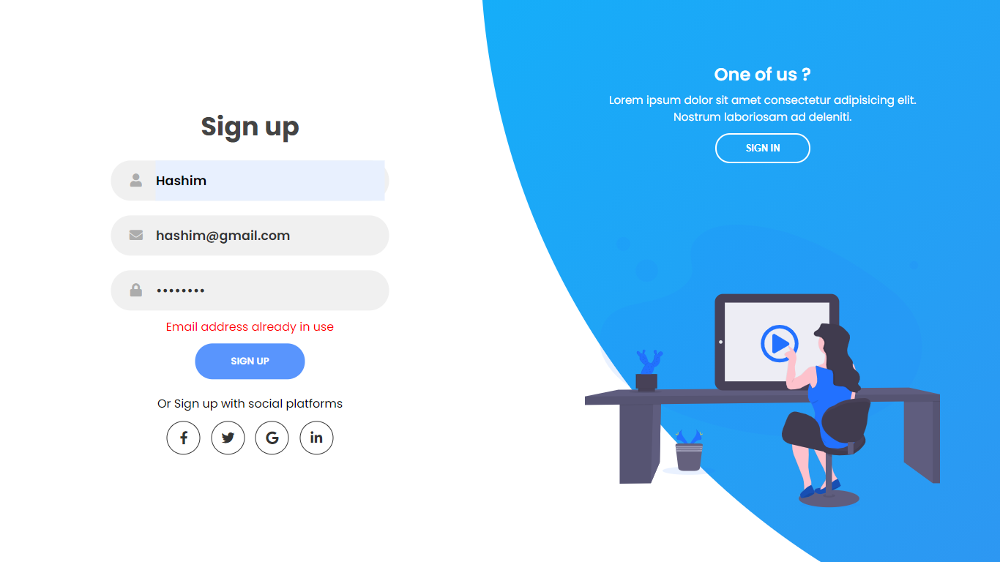 Sign up
Hashim
hashim@gmail.com
••••••••
Email address already in use
SIGN UP
Or Sign up with social platforms
One of us ?
Lorem ipsum dolor sit amet consectetur adipisicing elit.
Nostrum laboriosam ad deleniti.
SIGN IN